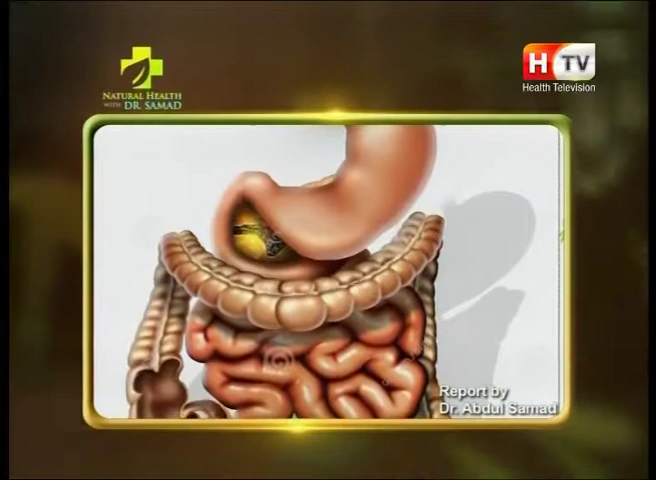 NATURAL HEALTH
WITH DR. SAMAD
H TV
Health Television
Report by
Dr. Abdul Samad